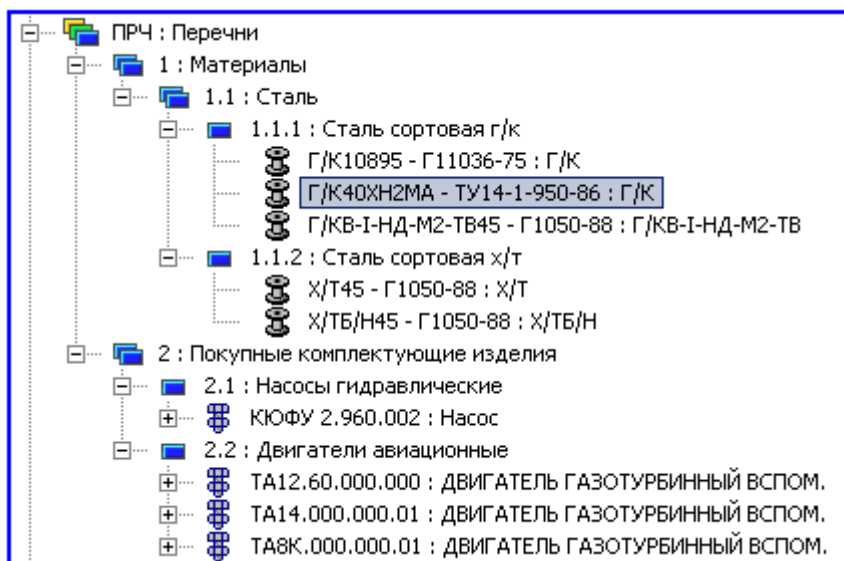 ПРЧ : Перечни
1 : Материалы
1.1 : Сталь
1.1.1 : Сталь сортовая г/к
Г/К10895 - Г11036-75 : Г/К
Г/К40ХН2МА - ТУ14-1-950-86 : Г/К
Г/КВ-I-НД-М2-ТВ45 - Г1050-88 : Г/КВ-I-НД-М2-ТВ
1.1.2 : Сталь сортовая х/т
Х/Т45 - Г1050-88 : Х/Т
Х/ТБ/Н45 - Г1050-88 : Х/ТБ/Н
2 : Покупные комплектующие изделия
2.1 : Насосы гидравлические
КЮФУ 2.960.002 : Насос
2.2 : Двигатели авиационные
ТА12.60.000.000 : ДВИГАТЕЛЬ ГАЗОТУРБИННЫЙ ВСПОМ.
ТА14.000.000.01 : ДВИГАТЕЛЬ ГАЗОТУРБИННЫЙ ВСПОМ.
ТА8К.000.000.01 : ДВИГАТЕЛЬ ГАЗОТУРБИННЫЙ ВСПОМ.